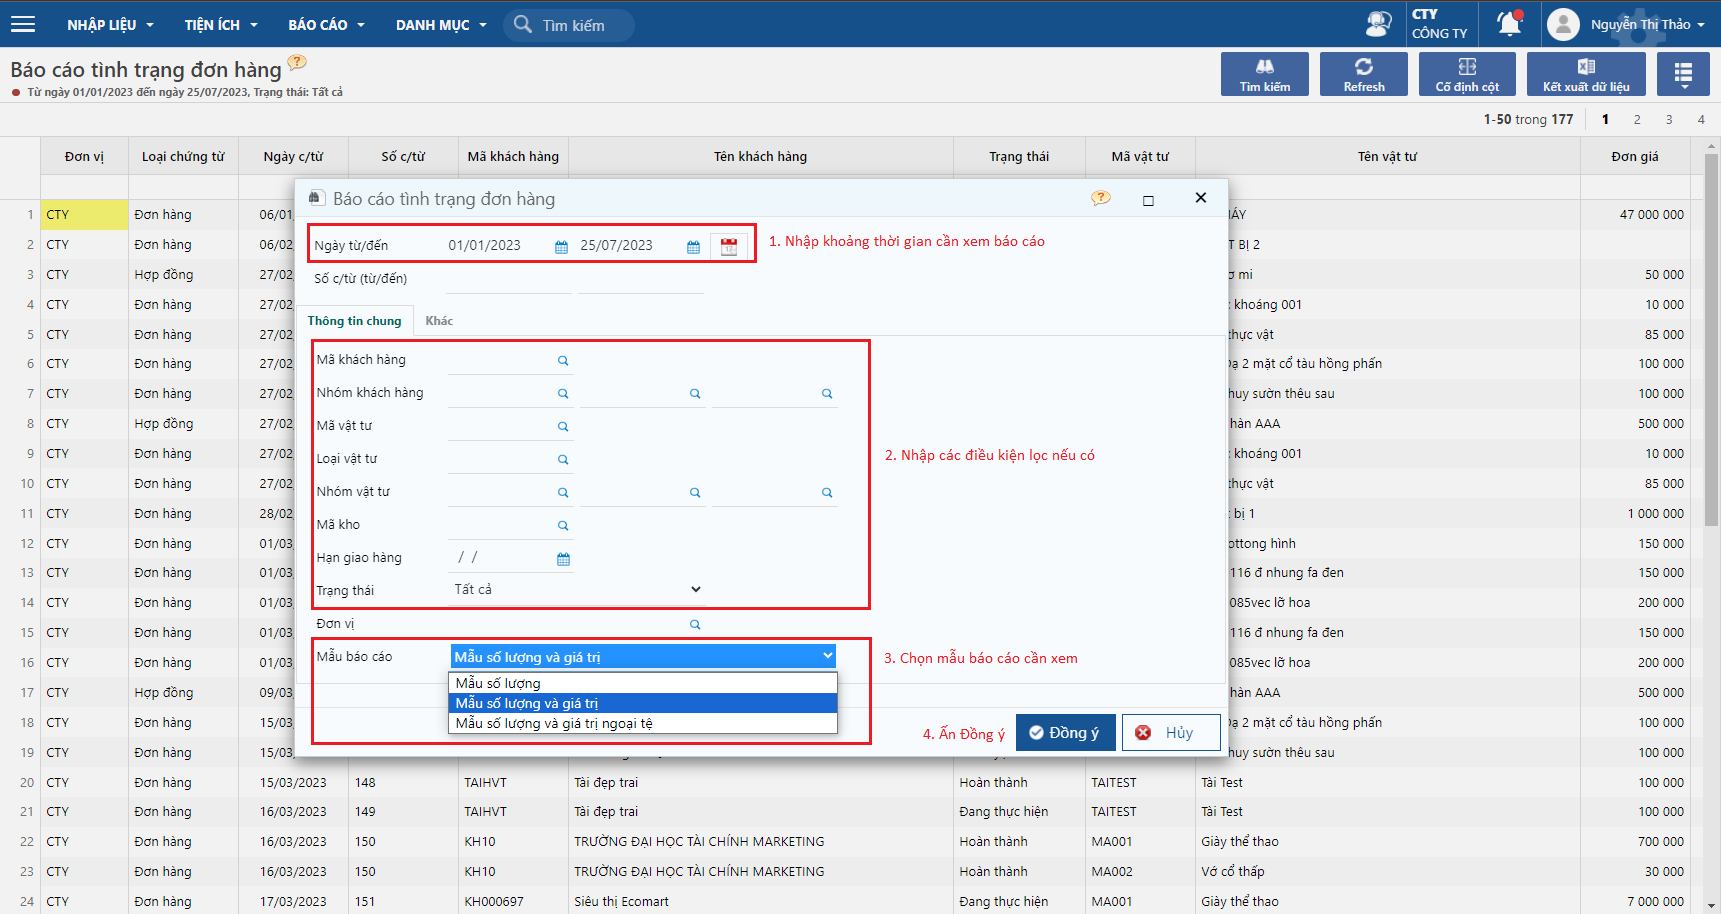 NHẬP LIỆU TIỆN ÍCH BÁO CÁO DANH MỤC Tìm kiếm CTY CÔNG TY Nguyễn Thị Thảo
Báo cáo tình trạng đơn hàng
Từ ngày 01/01/2023 đến ngày 25/07/2023, Trạng thái: Tất cả
Tìm kiếm Refresh Cố định cột Kết xuất dữ liệu
1-50 trong 177 1 2 3 4
Đơn vị Loại chứng từ Ngày c/từ Số c/từ Mã khách hàng Tên khách hàng Trạng thái Mã vật tư Tên vật tư Đơn giá
Báo cáo tình trạng đơn hàng
Ngày từ/đến 01/01/2023 25/07/2023 1. Nhập khoảng thời gian cần xem báo cáo
Số c/từ (từ/đến)
Thông tin chung Khác
Mã khách hàng
Nhóm khách hàng
Mã vật tư
Loại vật tư
2. Nhập các điều kiện lọc nếu có
Nhóm vật tư
Mã kho
Hạn giao hàng / /
Trạng thái Tất cả
Đơn vị
Mẫu báo cáo Mẫu số lượng và giá trị 3. Chọn mẫu báo cáo cần xem
Mẫu số lượng
Mẫu số lượng và giá trị
Mẫu số lượng và giá trị ngoại tệ
4. Ấn Đồng ý Đồng ý Hủy
1 CTY Đơn hàng 06/01 MÁY 47 000 000
2 CTY Đơn hàng 06/02 T BỊ 2
3 CTY Hợp đồng 27/02 ơ mi 50 000
4 CTY Đơn hàng 27/02 khoáng 001 10 000
5 CTY Đơn hàng 27/02 thực vật 85 000
6 CTY Đơn hàng 27/02 Dạ 2 mặt cổ tàu hồng phấn 100 000
7 CTY Đơn hàng 27/02 huy sườn thêu sau 100 000
8 CTY Hợp đồng 27/02 hàn AAA 500 000
9 CTY Đơn hàng 27/02 khoáng 001 10 000
10 CTY Đơn hàng 27/02 thực vật 85 000
11 CTY Đơn hàng 28/02 bị 1 1 000 000
12 CTY Đơn hàng 01/03 ottong hình 150 000
13 CTY Đơn hàng 01/03 116 đ nhung fa đen 150 000
14 CTY Đơn hàng 01/03 085vec lỡ hoa 200 000
15 CTY Đơn hàng 01/03 116 đ nhung fa đen 150 000
16 CTY Đơn hàng 01/03 085vec lỡ hoa 200 000
17 CTY Hợp đồng 09/03 hàn AAA 500 000
18 CTY Đơn hàng 15/03 Dạ 2 mặt cổ tàu hồng phấn 100 000
19 CTY Đơn hàng 15/03 huy sườn thêu sau 100 000
20 CTY Đơn hàng 15/03/2023 148 TAIHVT Tài đẹp trai Hoàn thành TAITEST Tài Test 100 000
21 CTY Đơn hàng 16/03/2023 149 TAIHVT Tài đẹp trai Đang thực hiện TAITEST Tài Test 100 000
22 CTY Đơn hàng 16/03/2023 150 KH10 TRƯỜNG ĐẠI HỌC TÀI CHÍNH MARKETING Hoàn thành MA001 Giày thể thao 700 000
23 CTY Đơn hàng 16/03/2023 150 KH10 TRƯỜNG ĐẠI HỌC TÀI CHÍNH MARKETING Hoàn thành MA002 Vớ cổ thấp 30 000
24 CTY Đơn hàng 17/03/2023 151 KH000697 Siêu thị Ecomart Đang thực hiện MA001 Giày thể thao 7 000 000